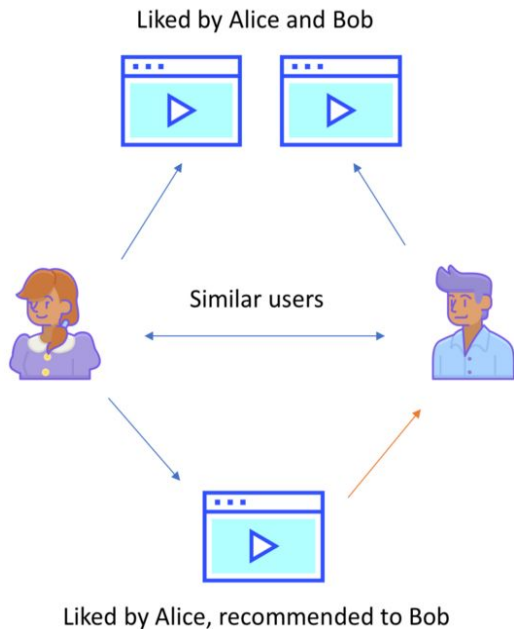 Liked by Alice and Bob
Similar users
Liked by Alice, recommended to Bob